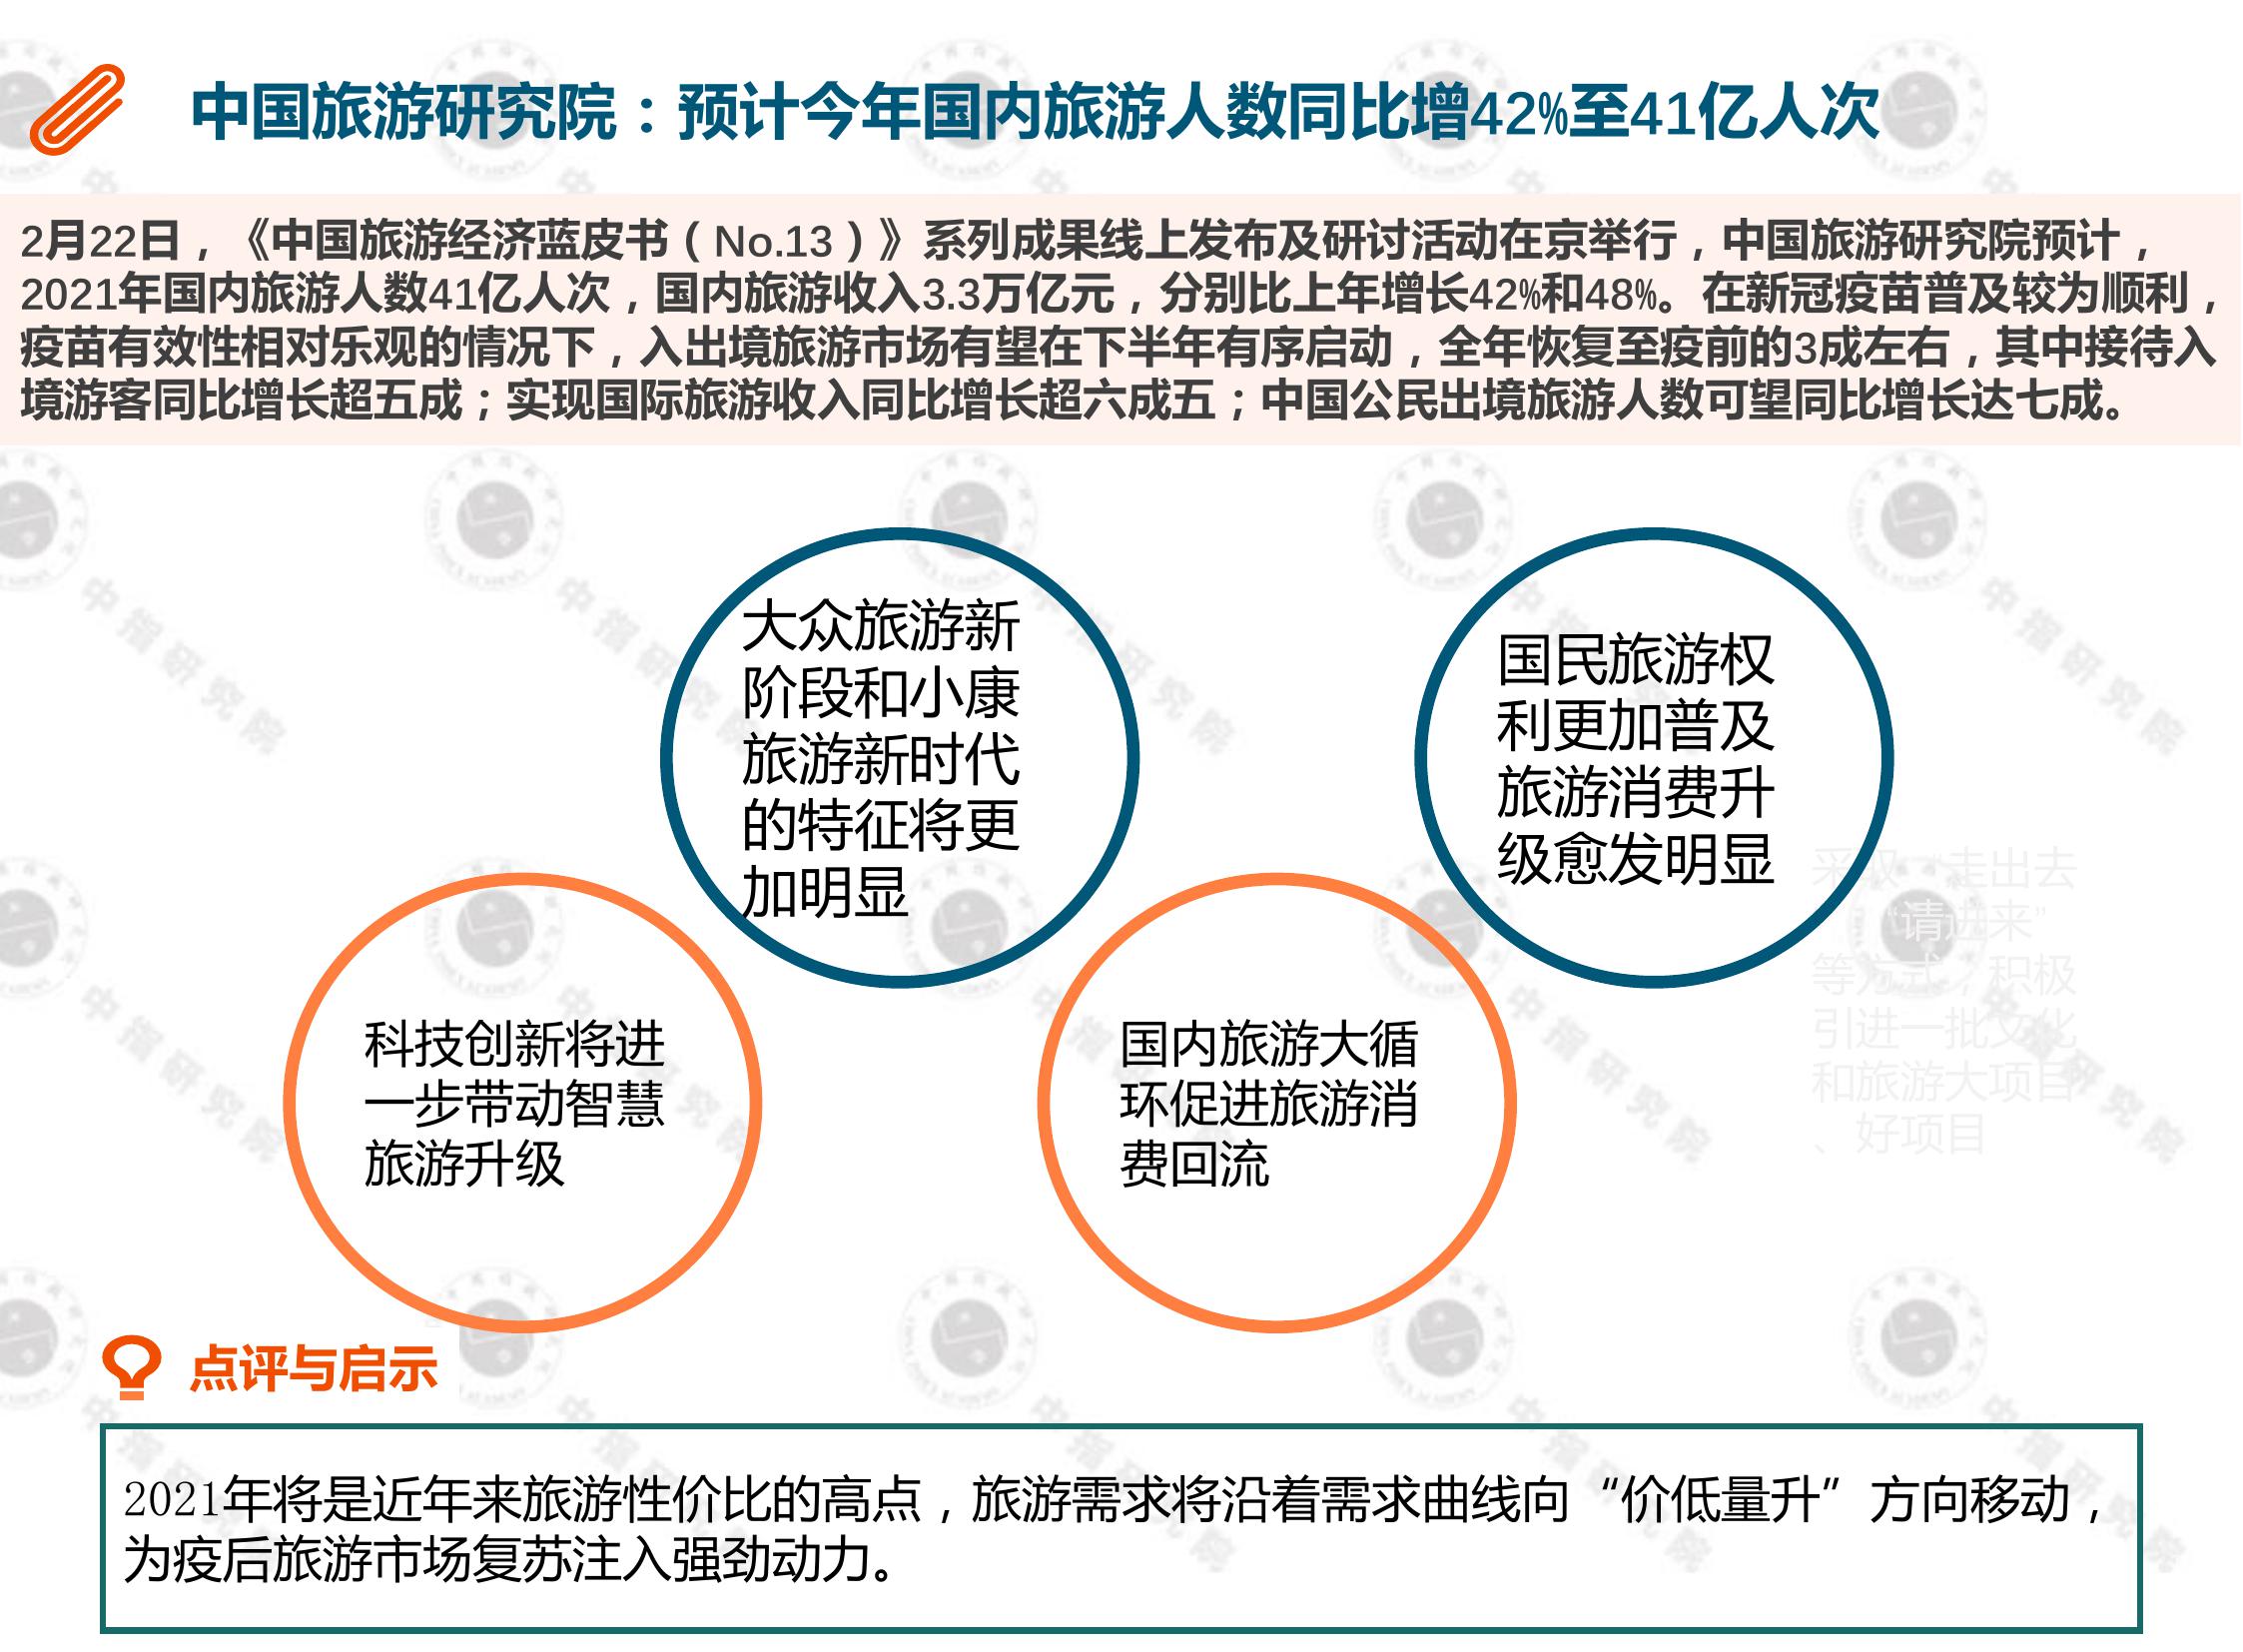 中国旅游研究院：预计今年国内旅游人数同比增42%至41亿人次
2月22日，《中国旅游经济蓝皮书（No.13）》系列成果线上发布及研讨活动在京举行，中国旅游研究院预计，
2021年国内旅游人数41亿人次，国内旅游收入3.3万亿元，分别比上年增长42%和48%。在新冠疫苗普及较为顺利，
疫苗有效性相对乐观的情况下，入出境旅游市场有望在下半年有序启动，全年恢复至疫前的3成左右，其中接待入
境游客同比增长超五成；实现国际旅游收入同比增长超六成五；中国公民出境旅游人数可望同比增长达七成。
大众旅游新
阶段和小康
旅游新时代
的特征将更
加明显
国民旅游权
利更加普及
旅游消费升
级愈发明显
科技创新将进
一步带动智慧
旅游升级
国内旅游大循
环促进旅游消
费回流
走出去
“请进来”
等方式，积极
引进一批文化
和旅游大项目
、好项目
点评与启示
2021年将是近年来旅游性价比的高点，旅游需求将沿着需求曲线向“价低量升”方向移动，
为疫后旅游市场复苏注入强劲动力。
中指研究院